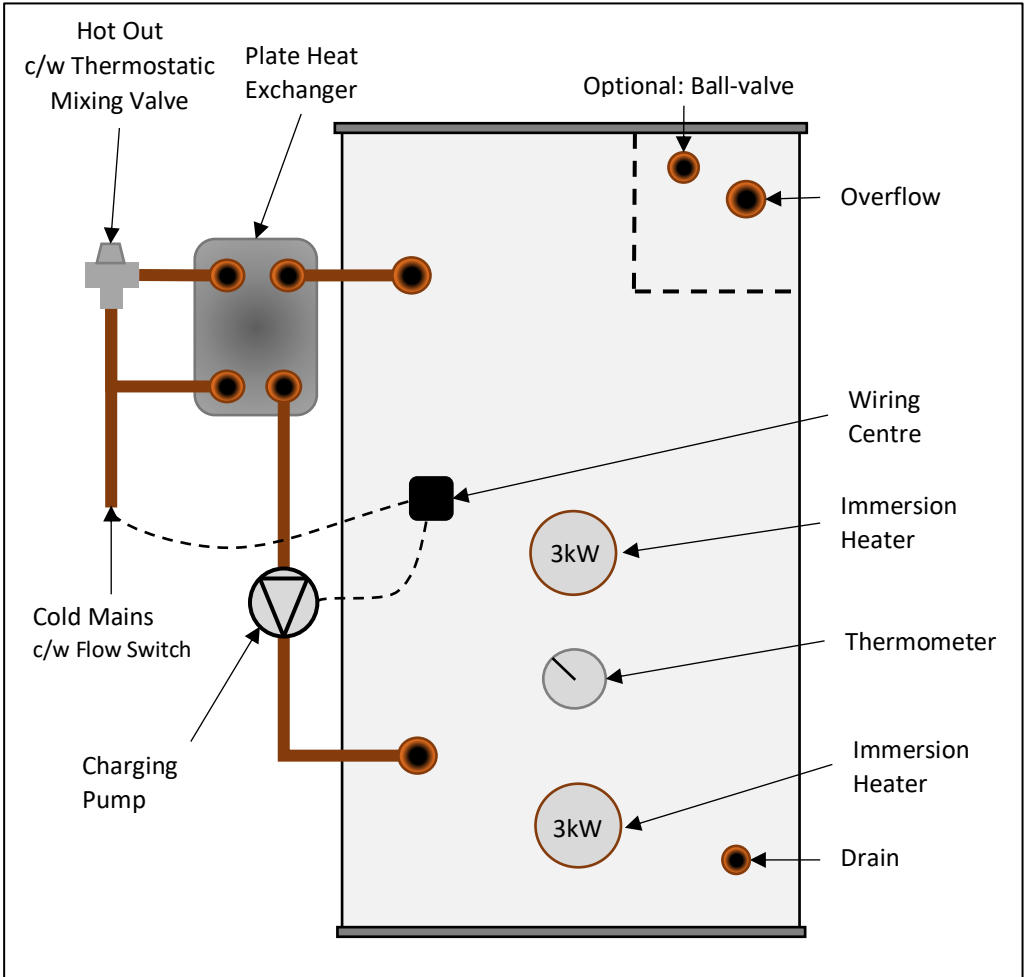 Hot Out
c/w Thermostatic
Mixing Valve
Plate Heat
Exchanger
Optional: Ball-valve
Overflow
Wiring
Centre
Immersion
Heater
3kW
Cold Mains
c/w Flow Switch
Thermometer
Charging
Pump
Immersion
Heater
3kW
Drain